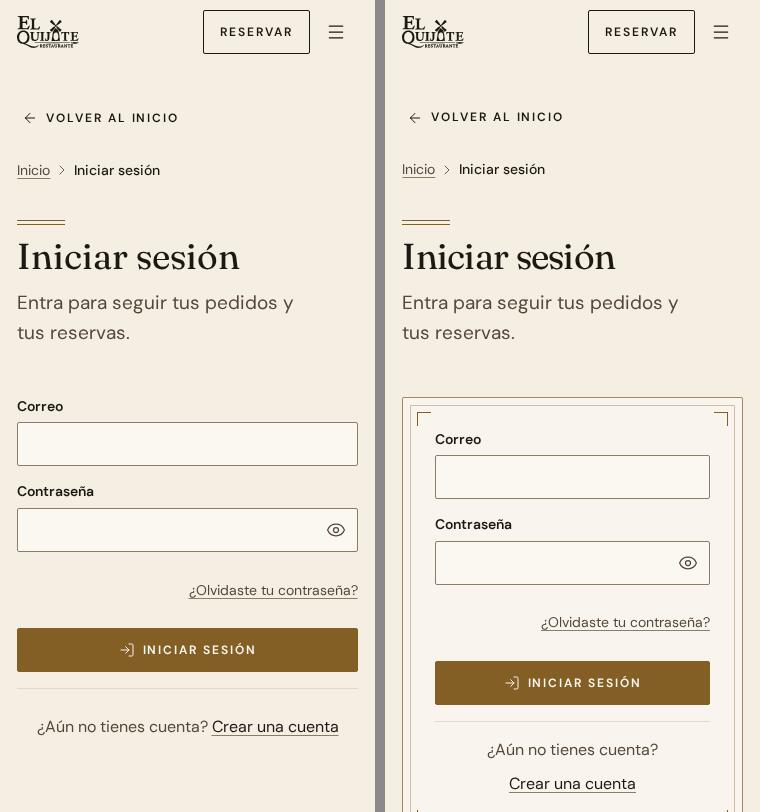 EL
QUIJOTE
RESTAURANTE
RESERVAR
VOLVER AL INICIO
Inicio > Iniciar sesión
Iniciar sesión
Entra para seguir tus pedidos y
tus reservas.
Correo
Contraseña
¿Olvidaste tu contraseña?
INICIAR SESIÓN
¿Aún no tienes cuenta? Crear una cuenta
EL
QUIJOTE
RESTAURANTE
RESERVAR
VOLVER AL INICIO
Inicio > Iniciar sesión
Iniciar sesión
Entra para seguir tus pedidos y
tus reservas.
Correo
Contraseña
¿Olvidaste tu contraseña?
INICIAR SESIÓN
¿Aún no tienes cuenta?
Crear una cuenta